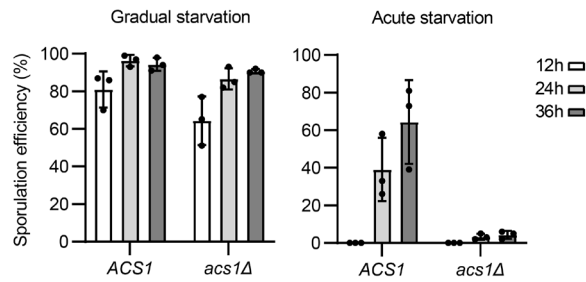 Gradual starvation
Acute starvation
Sporulation efficiency (%)
100
80
60
40
20
0
ACS1
acs1Δ
100
80
60
40
20
0
ACS1
acs1Δ
12h
24h
36h